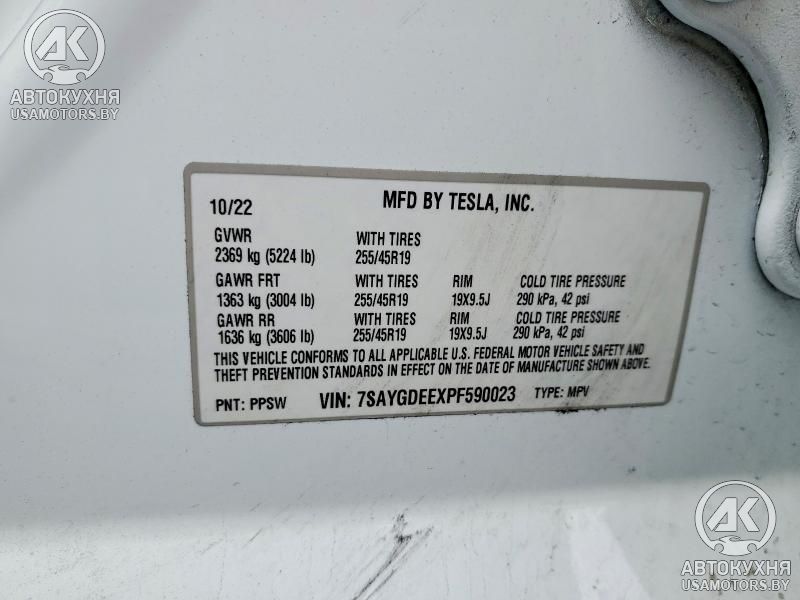 AK
АВТОКУХНЯ
USAMOTORS.BY
10/22 MFD BY TESLA, INC.
GVWR WITH TIRES
2369 kg (5224 lb) 255/45R19
GAWR FRT WITH TIRES RIM COLD TIRE PRESSURE
1363 kg (3004 lb) 255/45R19 19X9.5J 290 kPa, 42 psi
GAWR RR WITH TIRES RIM COLD TIRE PRESSURE
1636 kg (3606 lb) 255/45R19 19X9.5J 290 kPa, 42 psi
THIS VEHICLE CONFORMS TO ALL APPLICABLE U.S. FEDERAL MOTOR VEHICLE SAFETY AND
THEFT PREVENTION STANDARDS IN EFFECT ON THE DATE OF MANUFACTURE SHOWN ABOVE.
PNT: PPSW VIN: 7SAYGDEEXPF590023 TYPE: MPV
AK
АВТОКУХНЯ
USAMOTORS.BY